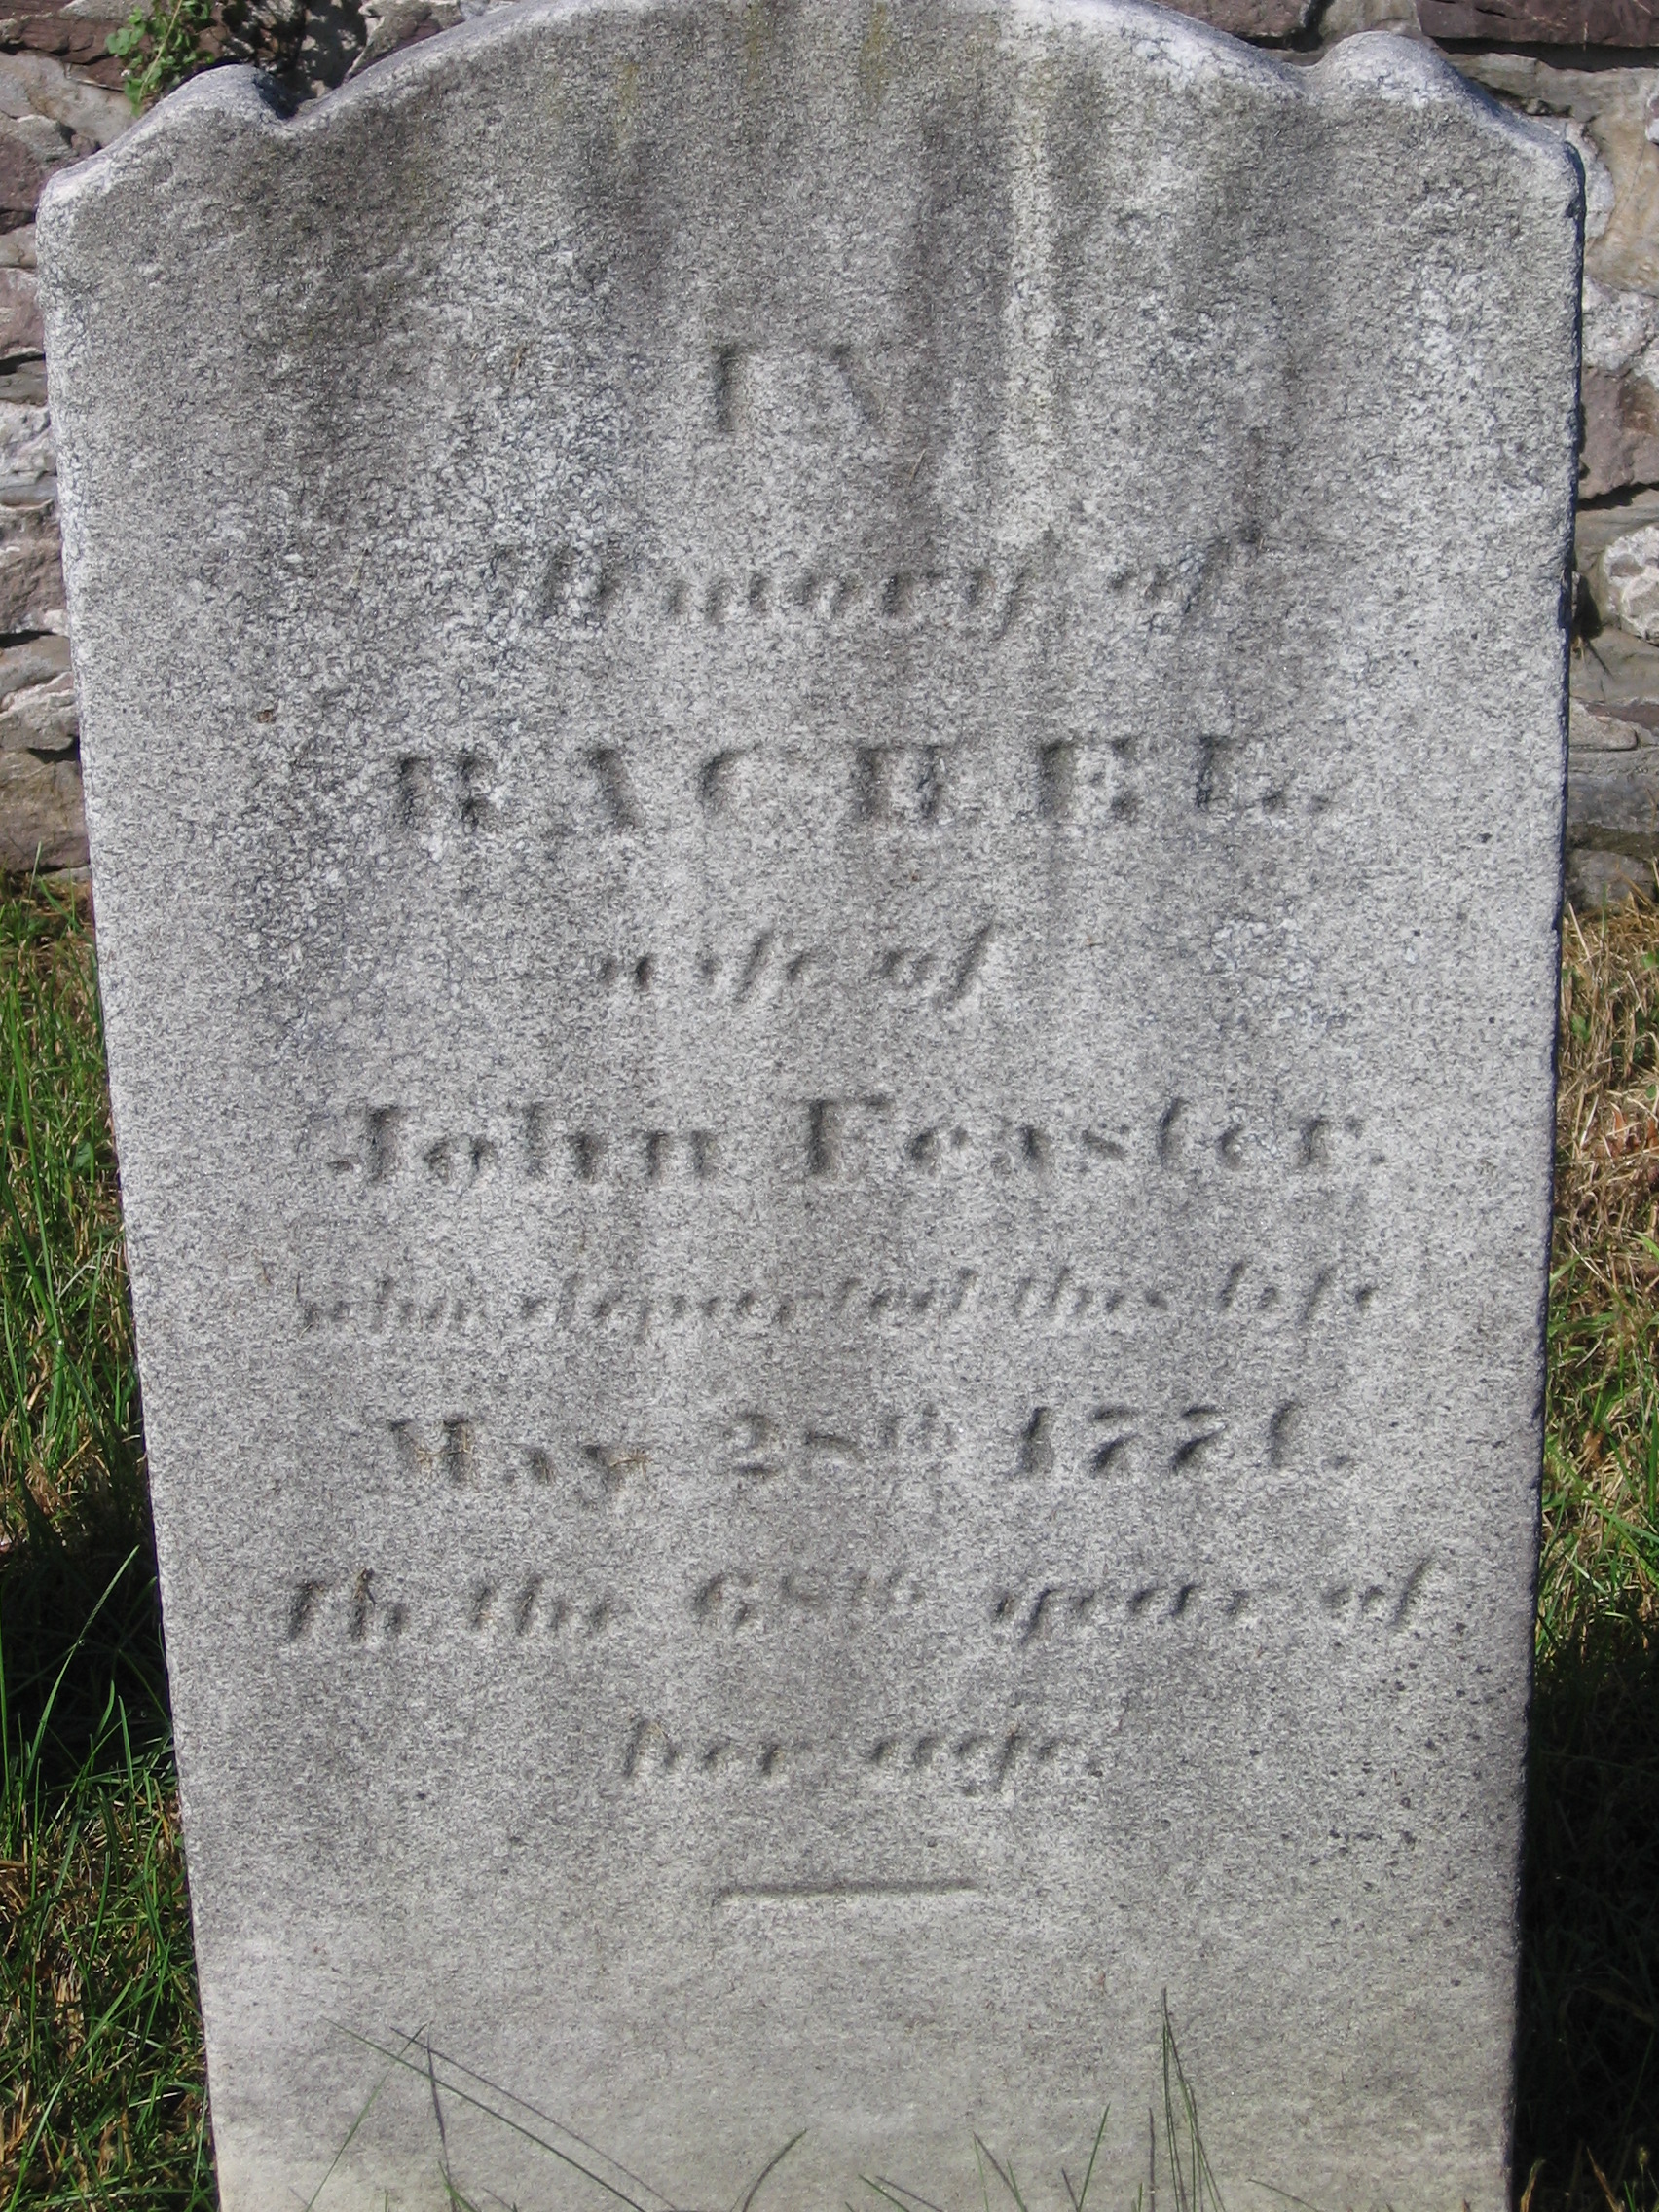 IN
Memory of
RACHEL.
wife of
John Feaster.
who departed this life
May 28th 1771.
In the 6 year of
her age.